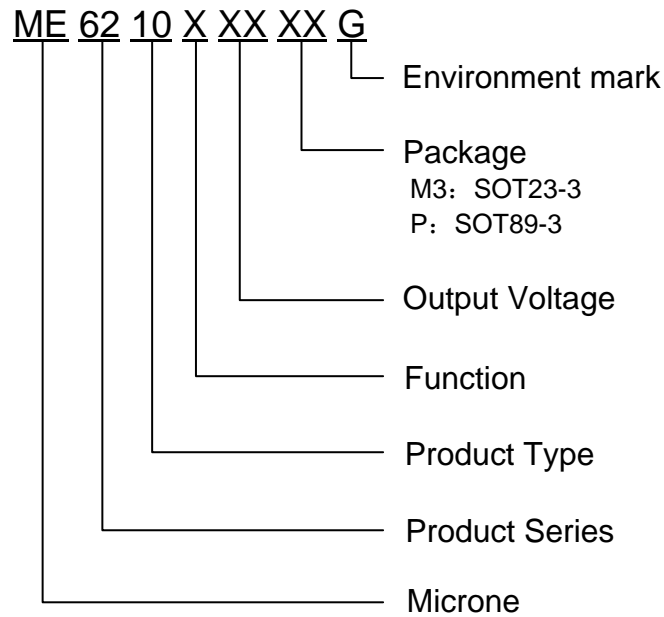 ME 62 10 X XX XX G
Environment mark
Package
M3：SOT23-3
P：SOT89-3
Output Voltage
Function
Product Type
Product Series
Microne